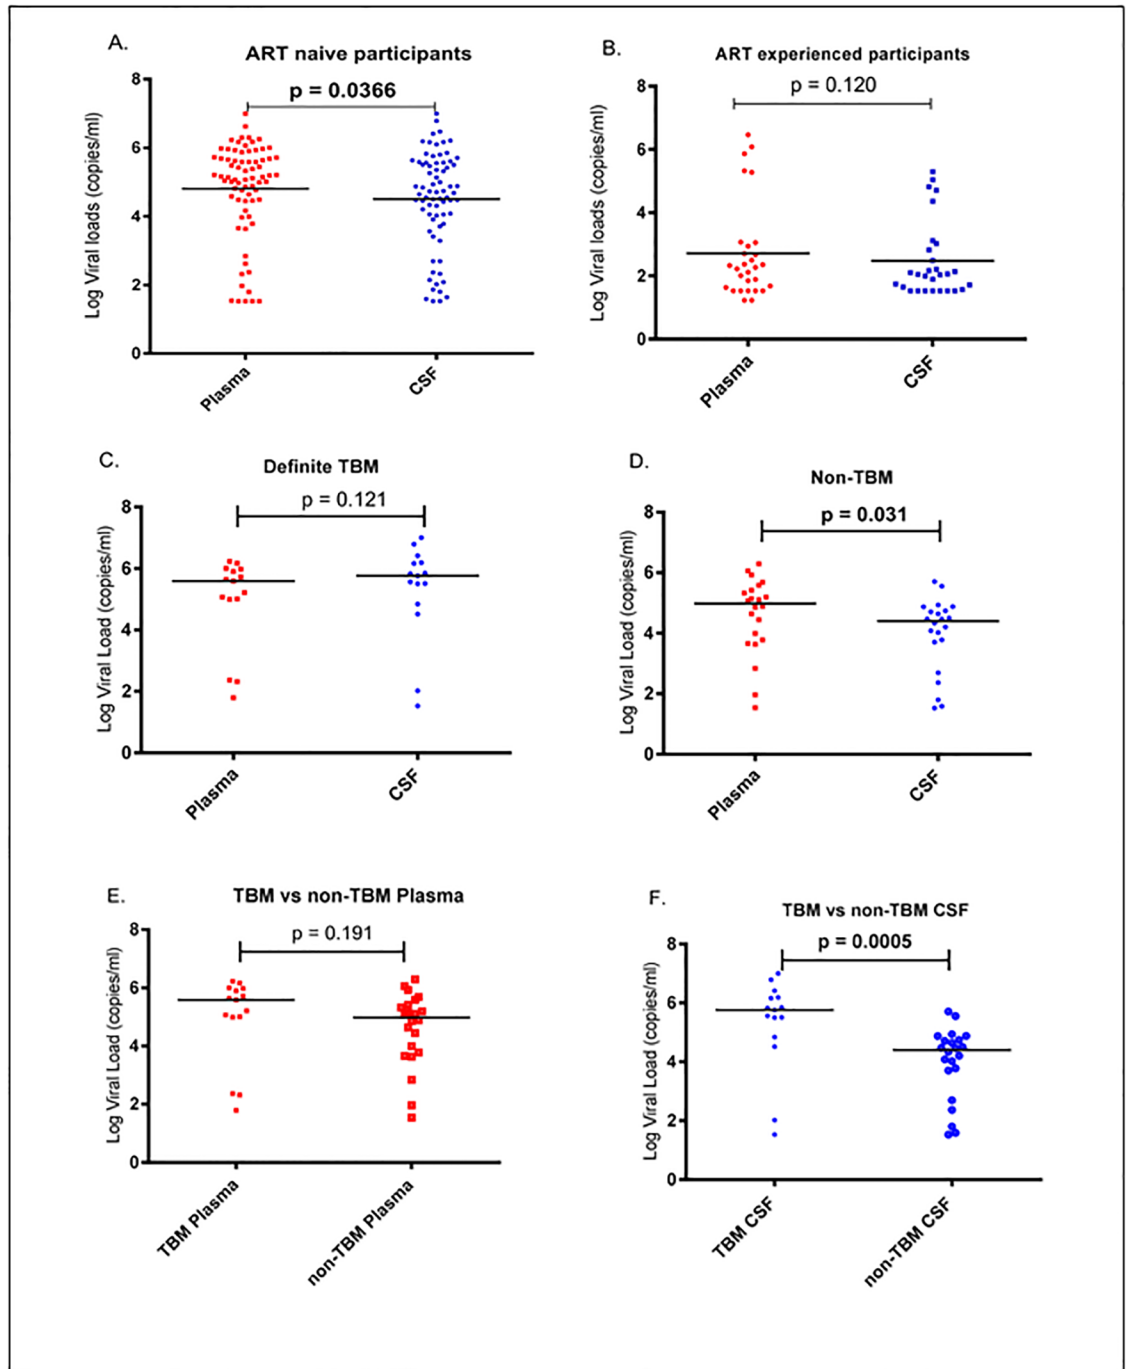 A.
ART naive participants
p = 0.0366
Log Viral loads (copies/ml)
8
6
4
2
0
Plasma
CSF
B.
ART experienced participants
p = 0.120
Log Viral loads (copies/ml)
8
6
4
2
0
Plasma
CSF
C.
Definite TBM
p = 0.121
Log Viral Load (copies/ml)
8
6
4
2
0
Plasma
CSF
D.
Non-TBM
p = 0.031
Log Viral Load (copies/ml)
8
6
4
2
0
Plasma
CSF
E.
TBM vs non-TBM Plasma
p = 0.191
Log Viral Load (copies/ml)
8
6
4
2
0
TBM Plasma
non-TBM Plasma
F.
TBM vs non-TBM CSF
p = 0.0005
Log Viral Load (copies/ml)
8
6
4
2
0
TBM CSF
non-TBM CSF